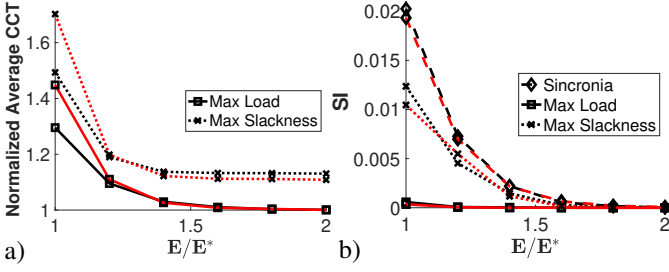 Normalized Average CCT
1.6
1.4
1.2
1
1
1.5
2
E/E*
Max Load
Max Slackness
a)
SI
0.02
0.015
0.01
0.005
0
1
1.5
2
E/E*
Sincronia
Max Load
Max Slackness
b)